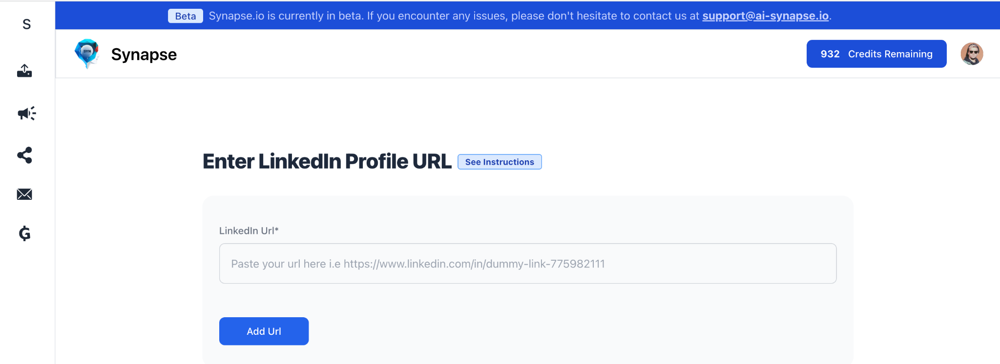 S
Beta Synapse.io is currently in beta. If you encounter any issues, please don't hesitate to contact us at support@ai-synapse.io.
SYN
Synapse
932 Credits Remaining
Enter LinkedIn Profile URL See Instructions
LinkedIn Url*
Paste your url here i.e https://www.linkedin.com/in/dummy-link-775982111
Add Url